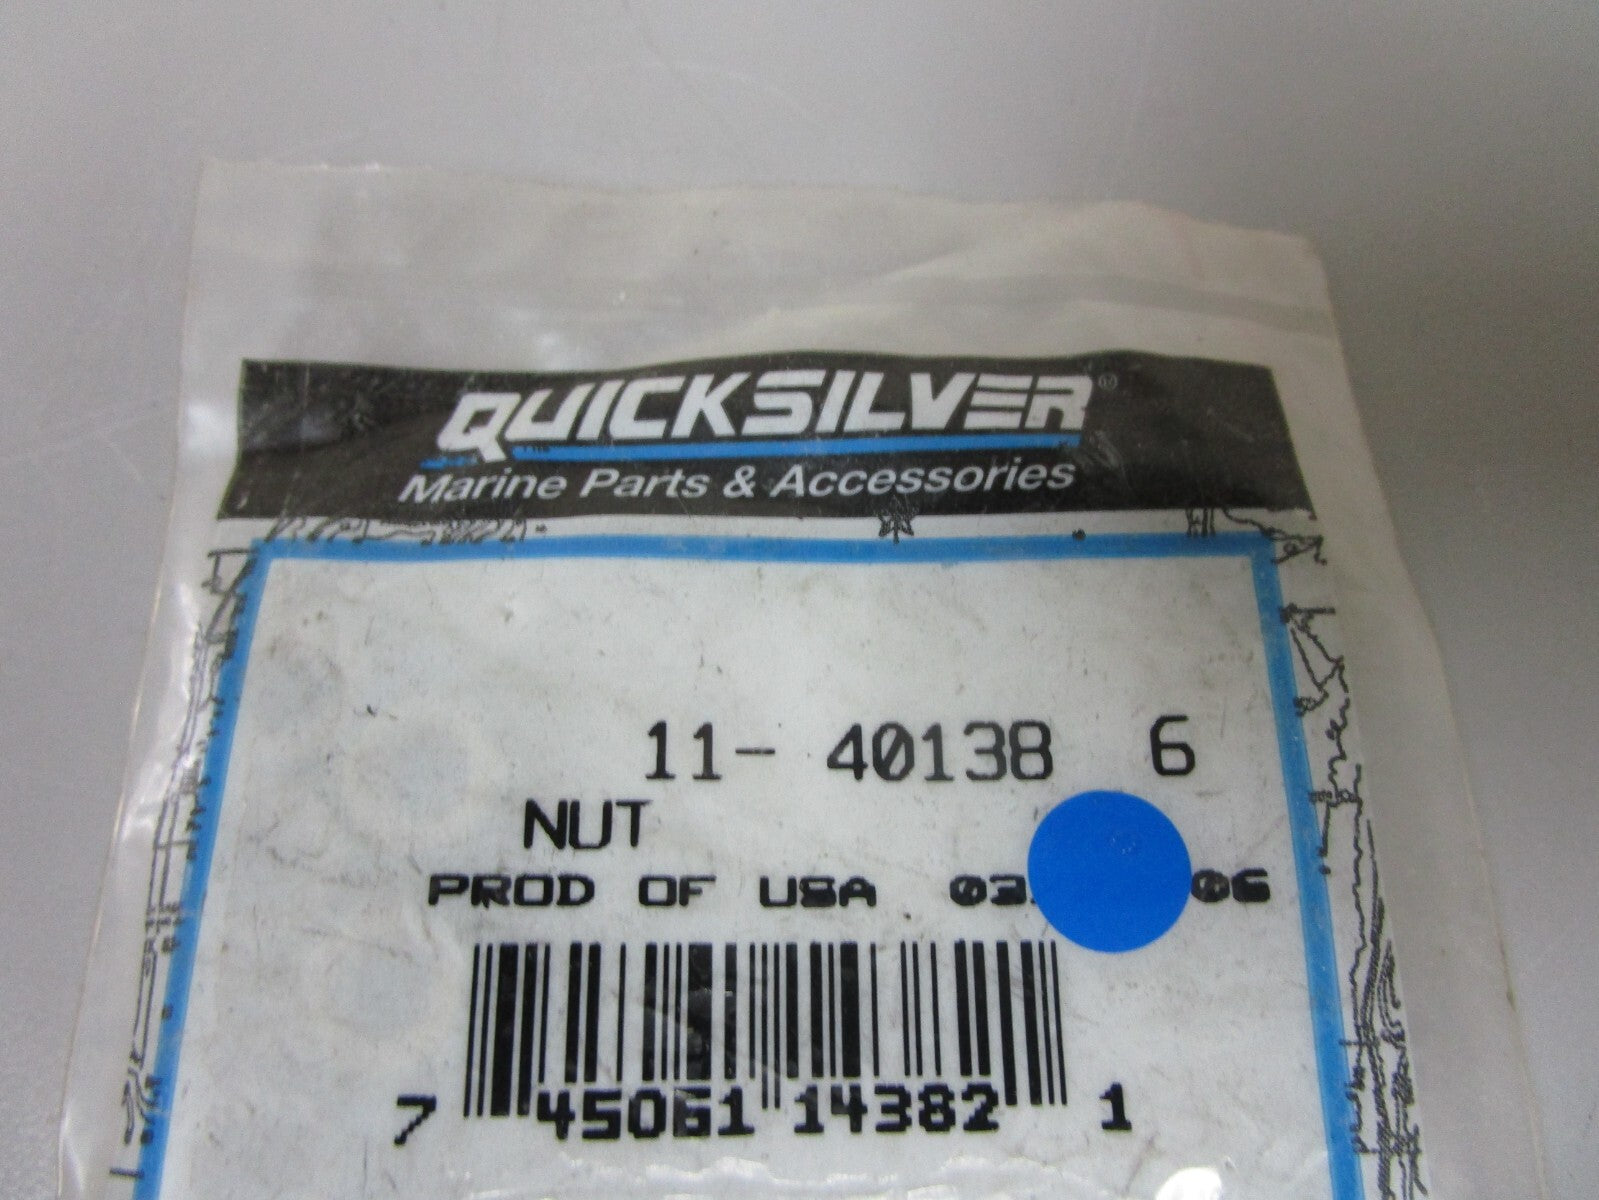 QUICKSILVER®
Marine Parts & Accessories
11- 40138 6
NUT
PROD OF USA
7 45061 14382 1